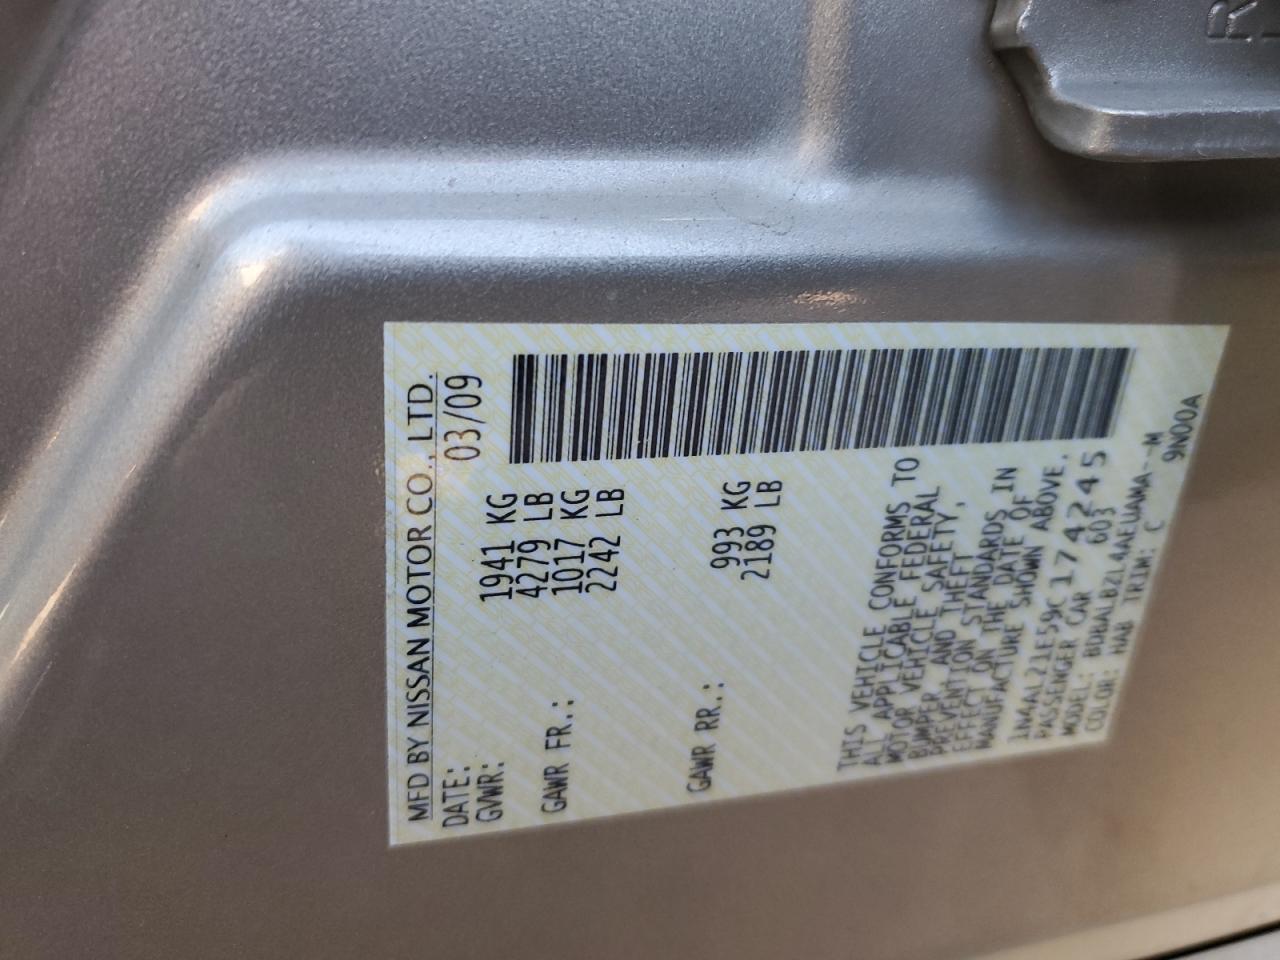 MFD BY NISSAN MOTOR CO., LTD.
DATE: 03/09
GVWR: 1941 KG
4279 LB
GAWR FR.: 1017 KG
2242 LB
GAWR RR.: 993 KG
2189 LB
THIS VEHICLE CONFORMS TO
ALL APPLICABLE FEDERAL
MOTOR VEHICLE SAFETY,
BUMPER, AND THEFT
PREVENTION STANDARDS IN
EFFECT ON THE DATE OF
MANUFACTURE SHOWN ABOVE.
1N4AL21E59C174245
PASSENGER CAR 603
MODEL: BDBALBZL4AEUAMA--M
COLOR: HAB TRIM: C 9N00A